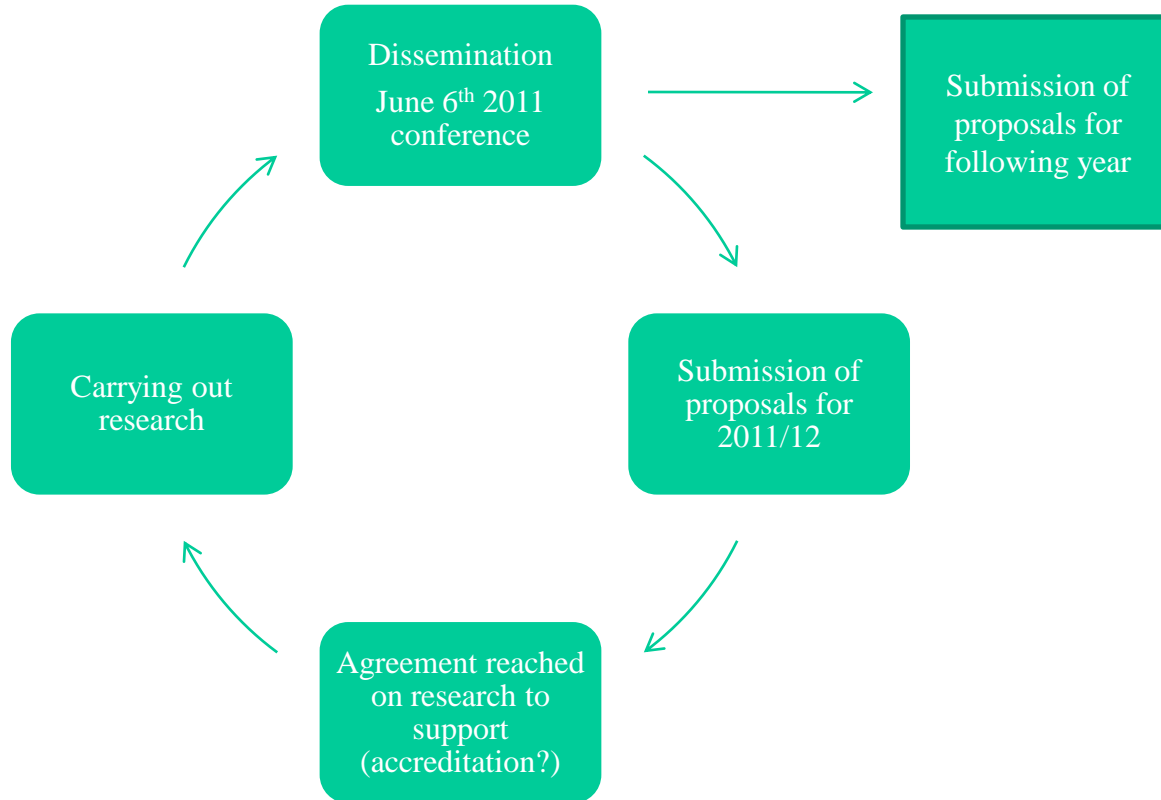 Dissemination
June 6th 2011
conference
Submission of
proposals for
following year
Carrying out
research
Submission of
proposals for
2011/12
Agreement reached
on research to
support
(accreditation?)